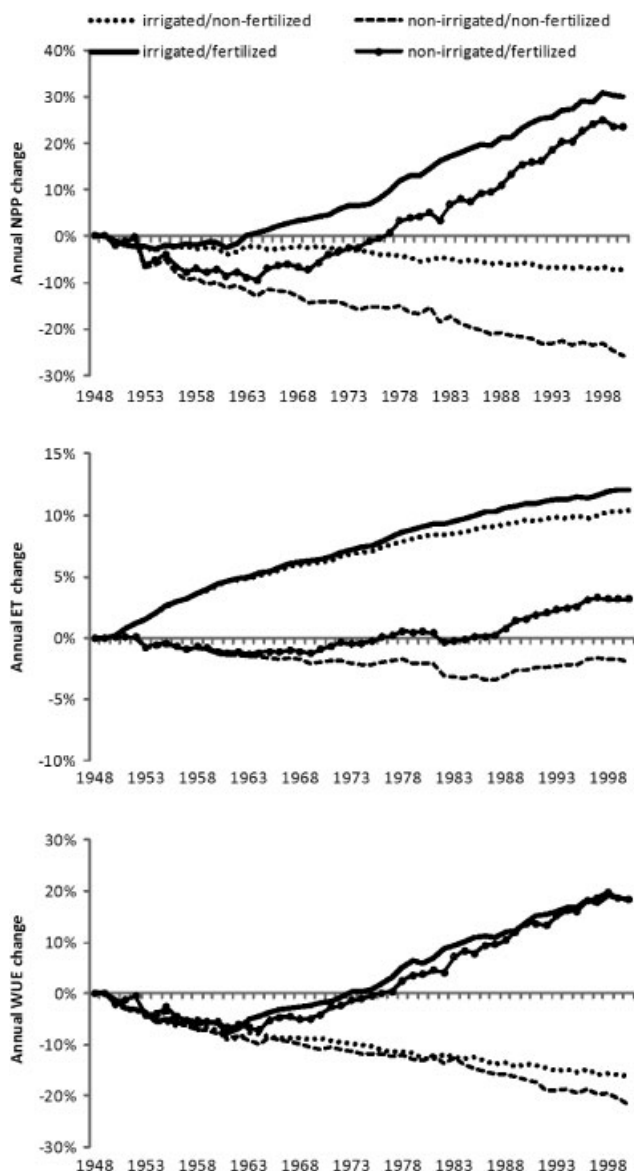 irrigated/non-fertilized non-irrigated/non-fertilized
irrigated/fertilized non-irrigated/fertilized
Annual NPP change
40%
30%
20%
10%
0%
-10%
-20%
-30%
1948 1953 1958 1963 1968 1973 1978 1983 1988 1993 1998
Annual ET change
15%
10%
5%
0%
-5%
-10%
1948 1953 1958 1963 1968 1973 1978 1983 1988 1993 1998
Annual WUE change
30%
20%
10%
0%
-10%
-20%
-30%
1948 1953 1958 1963 1968 1973 1978 1983 1988 1993 1998